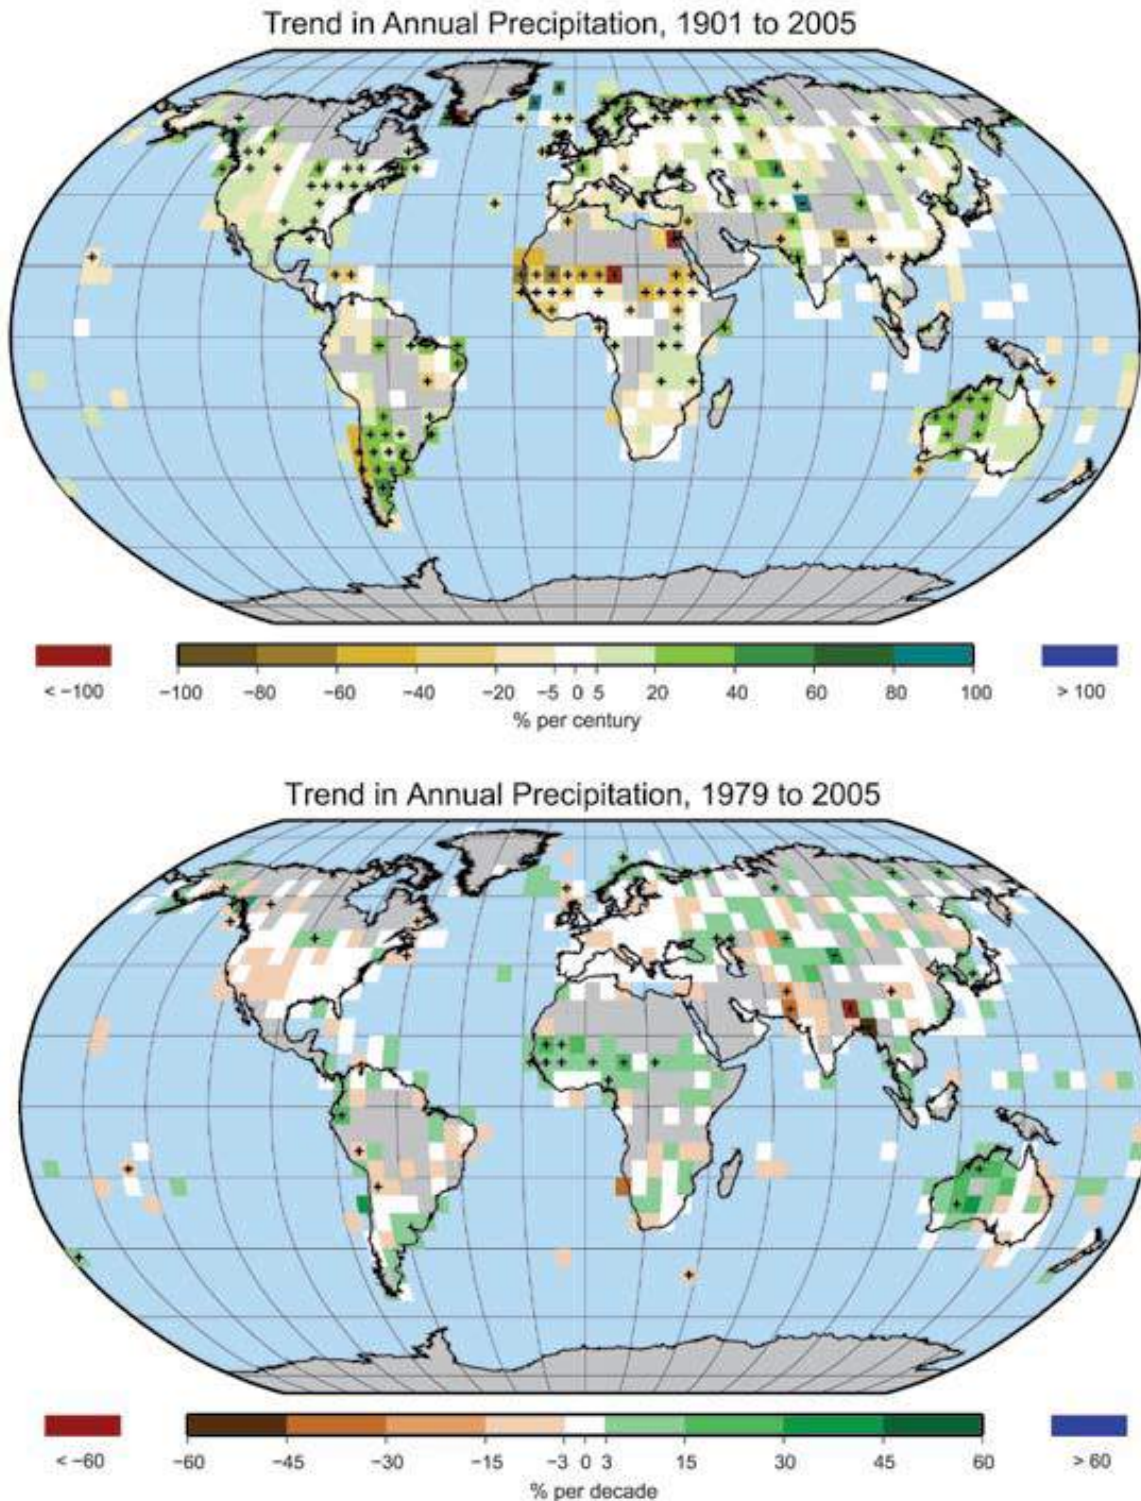 Trend in Annual Precipitation, 1901 to 2005
< −100 −100 −80 −60 −40 −20 −5 0 5 20 40 60 80 100 > 100
% per century
Trend in Annual Precipitation, 1979 to 2005
< −60 −60 −45 −30 −15 −3 0 3 15 30 45 60 > 60
% per decade